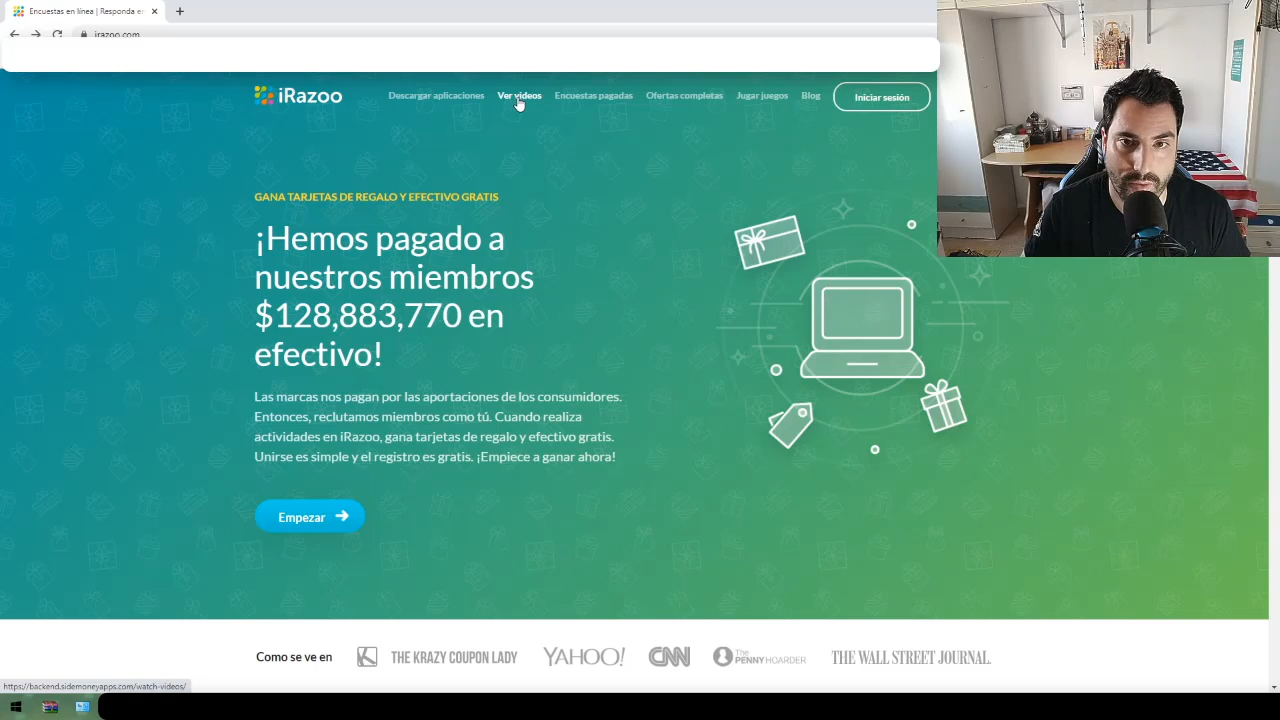 Encuestas en línea | Responda en
irazoo.com
iRazoo
Descargar aplicaciones
Ver videos
Encuestas pagadas
Ofertas completas
Jugar juegos
Blog
Iniciar sesión
GANA TARJETAS DE REGALO Y EFECTIVO GRATIS
¡Hemos pagado a
nuestros miembros
$128,883,770 en
efectivo!
Las marcas nos pagan por las aportaciones de los consumidores.
Entonces, reclutamos miembros como tú. Cuando realiza
actividades en iRazoo, gana tarjetas de regalo y efectivo gratis.
Unirse es simple y el registro es gratis. ¡Empiece a ganar ahora!
Empezar
Como se ve en
THE KRAZY COUPON LADY
YAHOO!
CNN
The PENNY HOARDER
THE WALL STREET JOURNAL.
https://backend.sidemoneyapps.com/watch-videos/